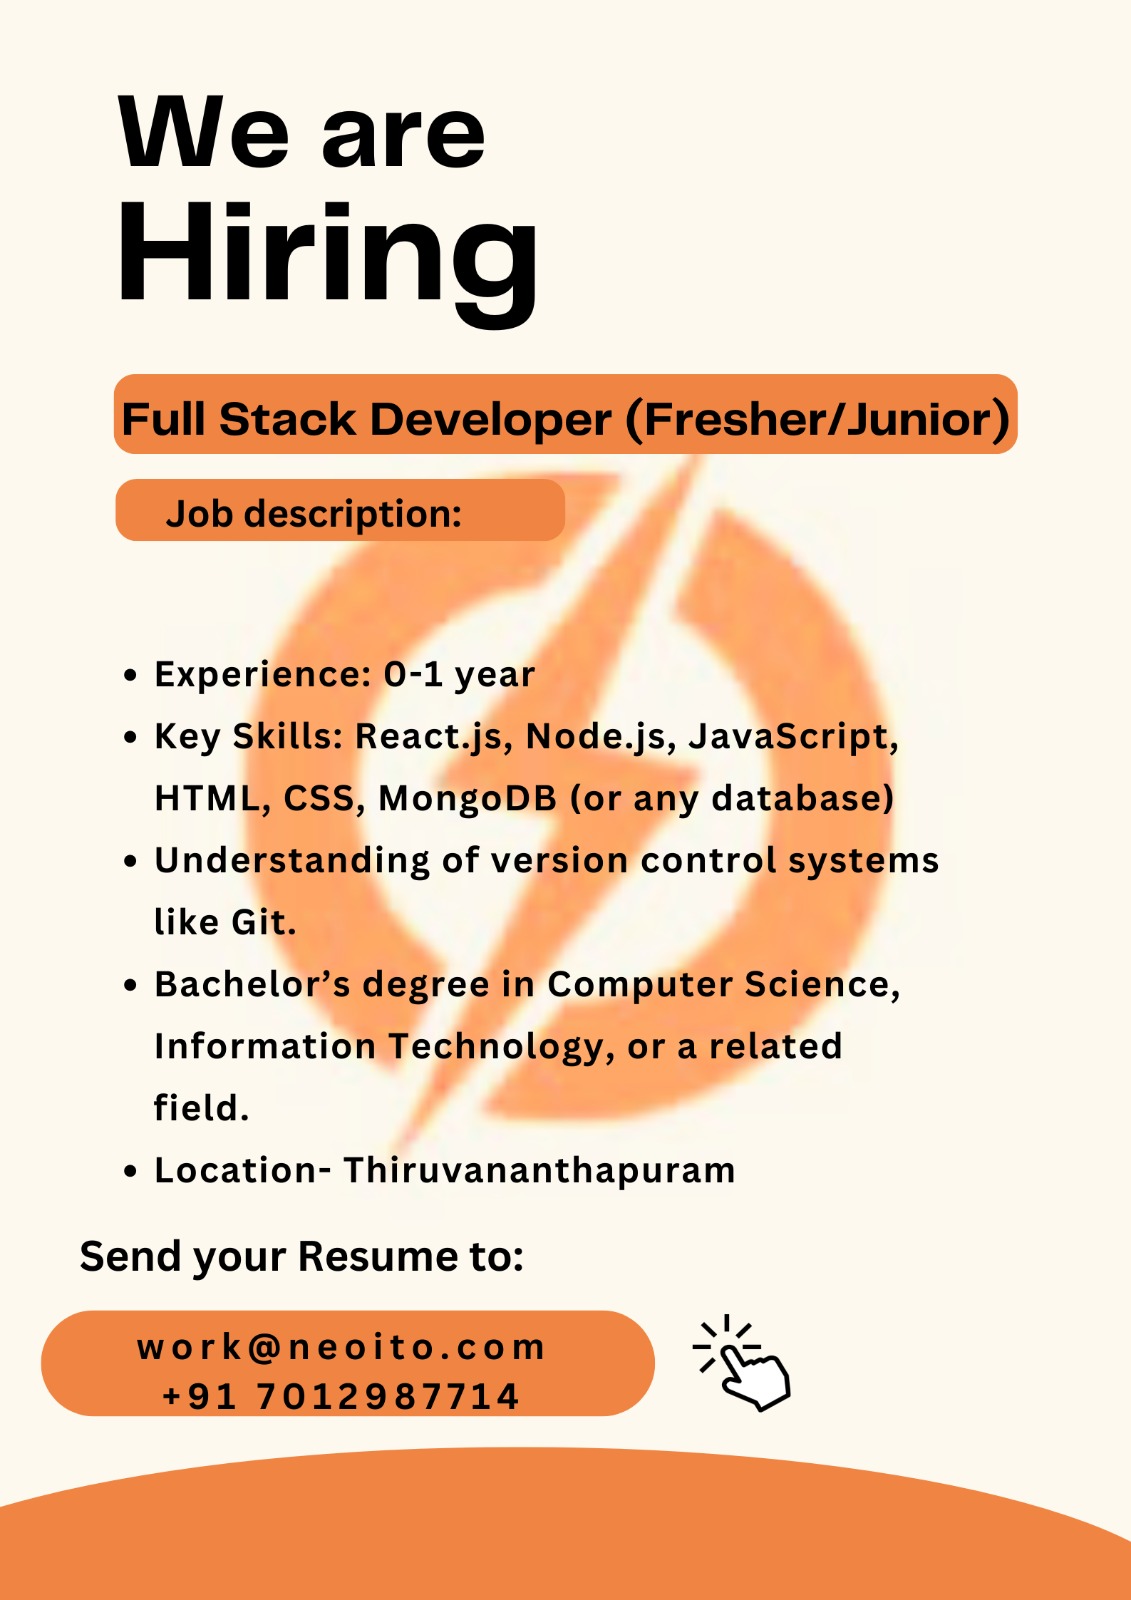 We are
Hiring
Full Stack Developer (Fresher/Junior)
Job description:
• Experience: 0-1 year
• Key Skills: React.js, Node.js, JavaScript,
HTML, CSS, MongoDB (or any database)
• Understanding of version control systems
like Git.
• Bachelor’s degree in Computer Science,
Information Technology, or a related
field.
• Location- Thiruvananthapuram
Send your Resume to:
work@neoito.com
+91 7012987714